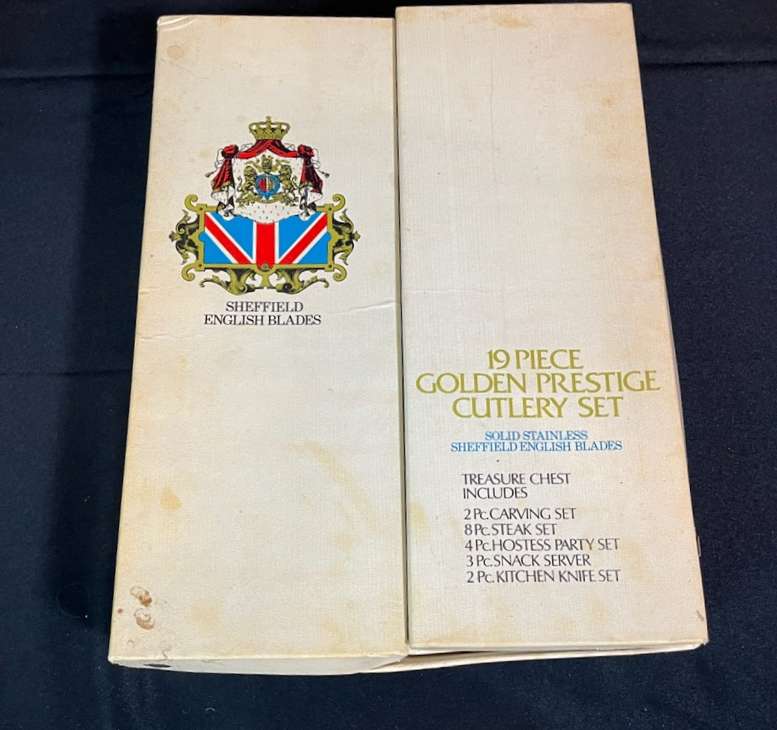 SHEFFIELD
ENGLISH BLADES
19 PIECE
GOLDEN PRESTIGE
CUTLERY SET
SOLID STAINLESS
SHEFFIELD ENGLISH BLADES
TREASURE CHEST
INCLUDES
2 Pc. CARVING SET
8 Pc. STEAK SET
4 Pc. HOSTESS PARTY SET
3 Pc. SNACK SERVER
2 Pc. KITCHEN KNIFE SET